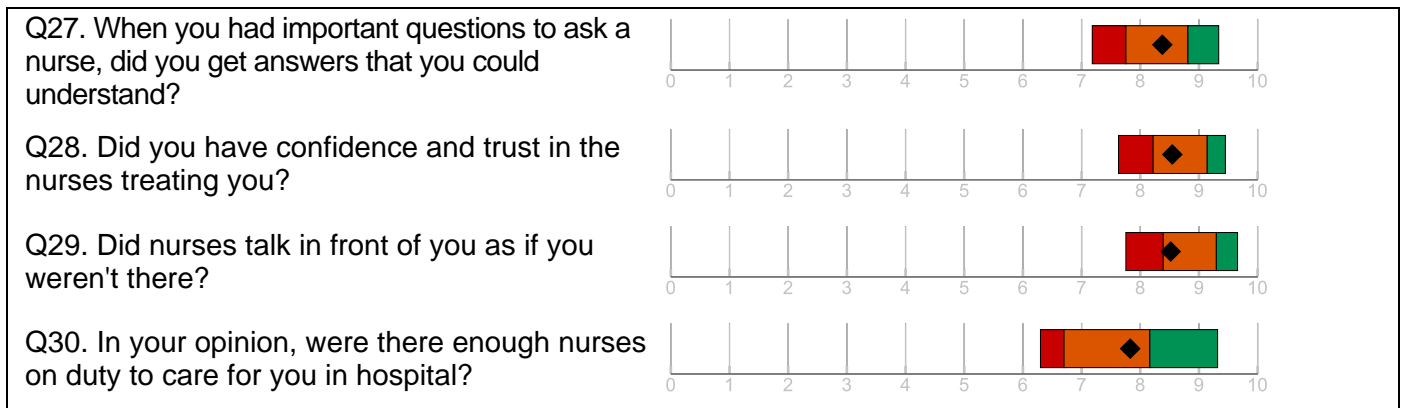 Q27. When you had important questions to ask a
nurse, did you get answers that you could
understand?
0 1 2 3 4 5 6 7 8 9 10
Q28. Did you have confidence and trust in the
nurses treating you?
0 1 2 3 4 5 6 7 8 9 10
Q29. Did nurses talk in front of you as if you
weren't there?
0 1 2 3 4 5 6 7 8 9 10
Q30. In your opinion, were there enough nurses
on duty to care for you in hospital?
0 1 2 3 4 5 6 7 8 9 10